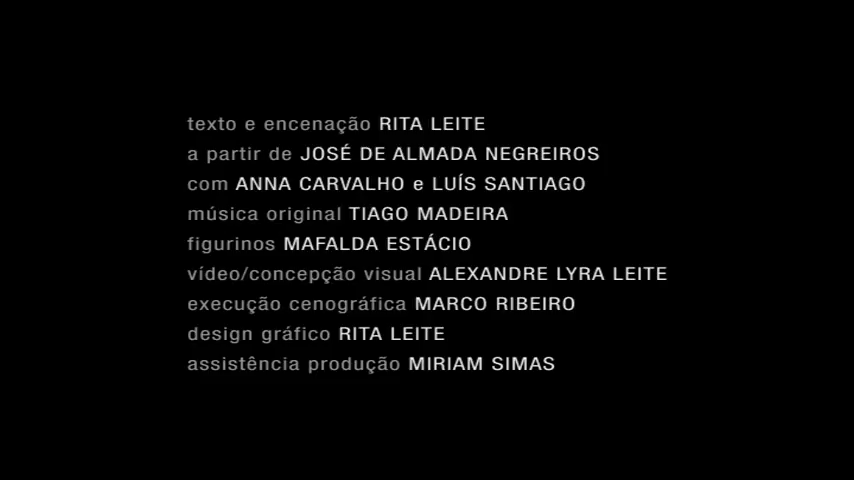 texto e encenação RITA LEITE
a partir de JOSÉ DE ALMADA NEGREIROS
com ANNA CARVALHO e LUÍS SANTIAGO
música original TIAGO MADEIRA
figurinos MAFALDA ESTÁCIO
vídeo/concepção visual ALEXANDRE LYRA LEITE
execução cenográfica MARCO RIBEIRO
design gráfico RITA LEITE
assistência produção MIRIAM SIMAS